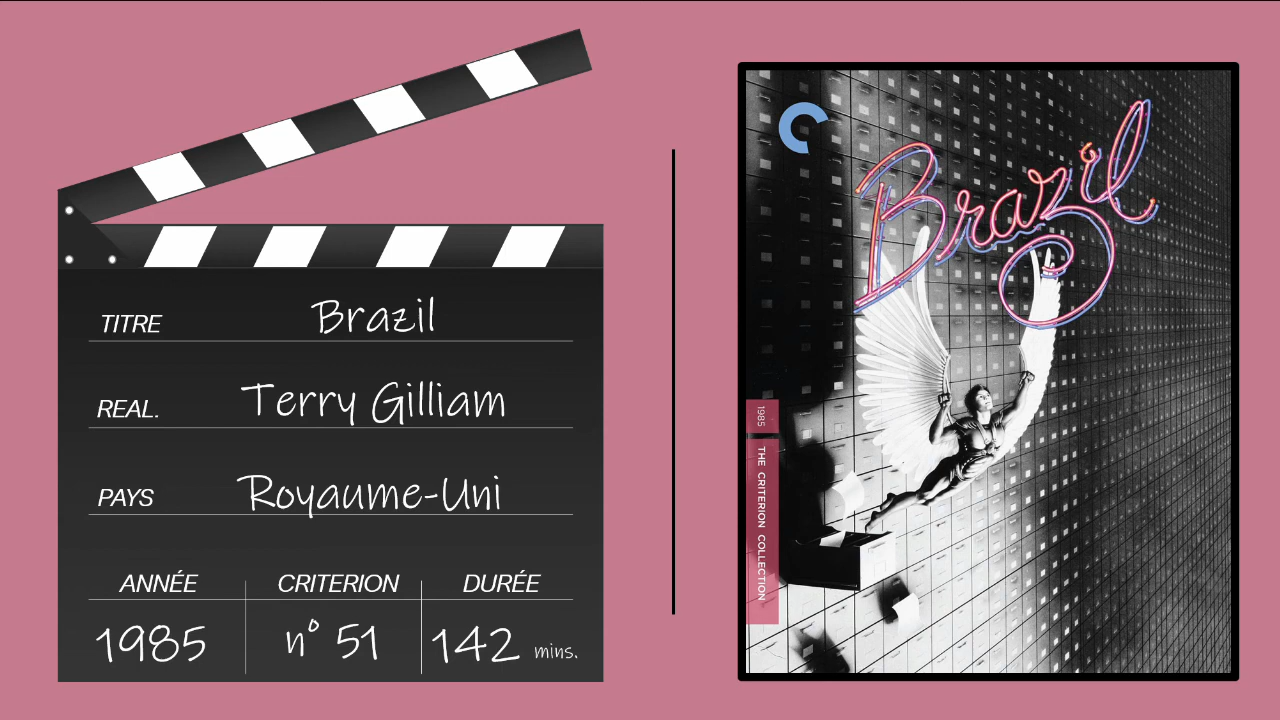 TITRE Brazil
REAL. Terry Gilliam
PAYS Royaume-Uni
ANNÉE CRITERION DURÉE
1985 n° 51 142 mins.
Brazil
1985 THE CRITERION COLLECTION